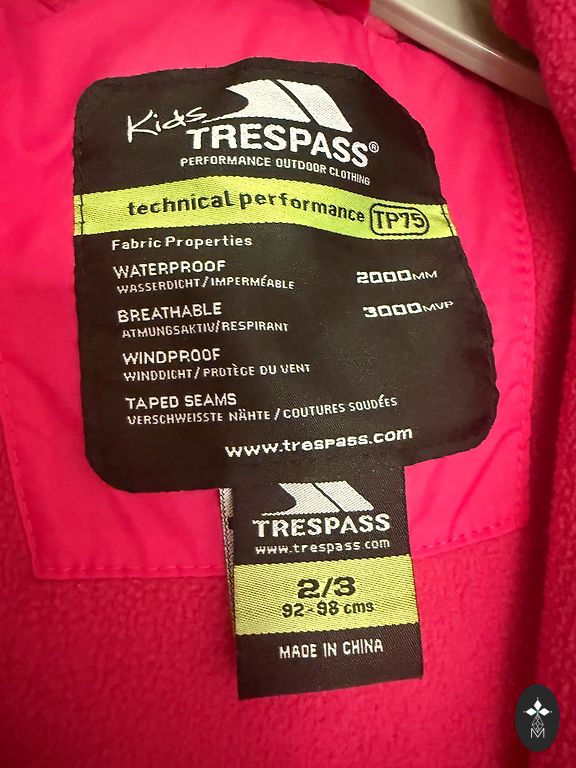 Kids
TRESPASS®
PERFORMANCE OUTDOOR CLOTHING
technical performance TP75
Fabric Properties
WATERPROOF 2000MM
WASSERDICHT/IMPERMÉABLE
BREATHABLE 3000MVP
ATMUNGSAKTIV/RESPIRANT
WINDPROOF
WINDDICHT/PROTÈGE DU VENT
TAPED SEAMS
VERSCHWEISSTE NÄHTE/COUTURES SOUDÉES
www.trespass.com
TRESPASS
www.trespass.com
2/3
92-98 cms
MADE IN CHINA
M